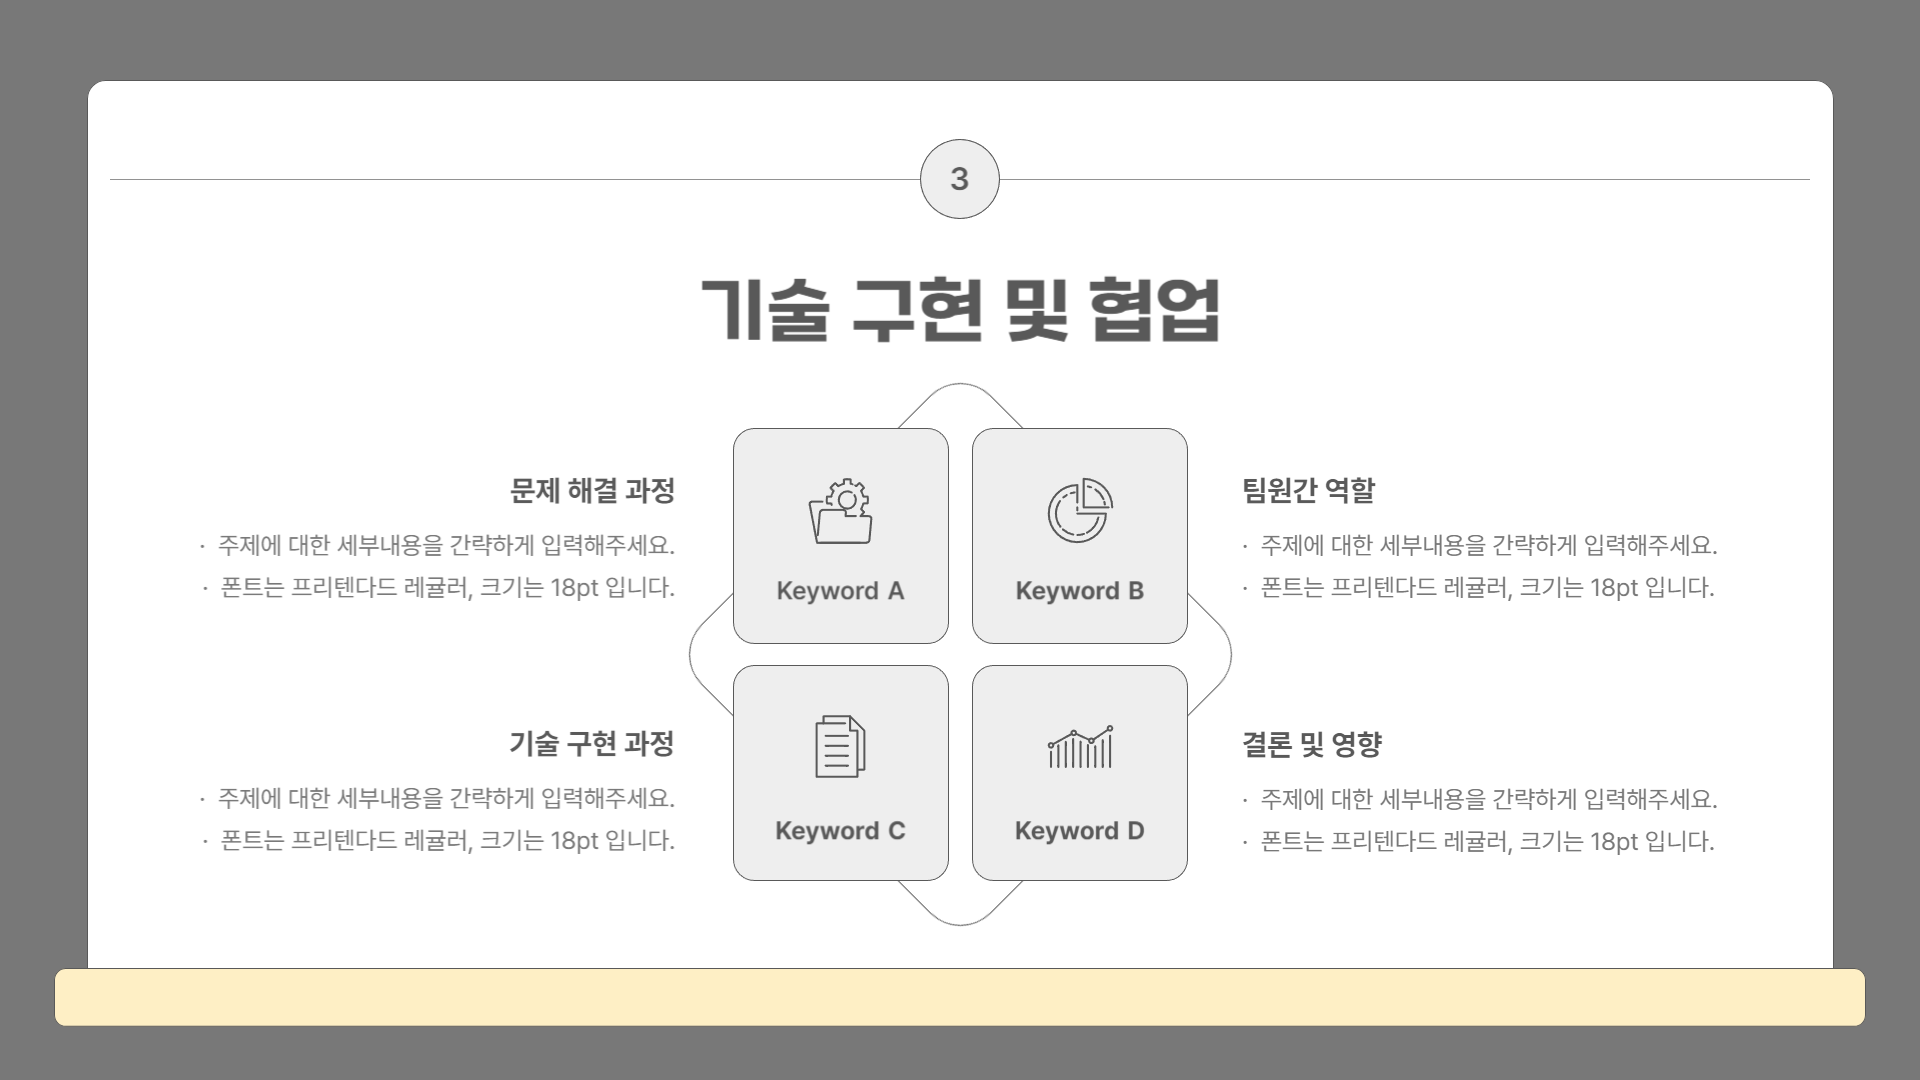 3
기술 구현 및 협업
문제 해결 과정
· 주제에 대한 세부내용을 간략하게 입력해주세요.
· 폰트는 프리텐다드 레귤러, 크기는 18pt 입니다.
Keyword A
Keyword B
팀원간 역할
· 주제에 대한 세부내용을 간략하게 입력해주세요.
· 폰트는 프리텐다드 레귤러, 크기는 18pt 입니다.
기술 구현 과정
· 주제에 대한 세부내용을 간략하게 입력해주세요.
· 폰트는 프리텐다드 레귤러, 크기는 18pt 입니다.
Keyword C
Keyword D
결론 및 영향
· 주제에 대한 세부내용을 간략하게 입력해주세요.
· 폰트는 프리텐다드 레귤러, 크기는 18pt 입니다.